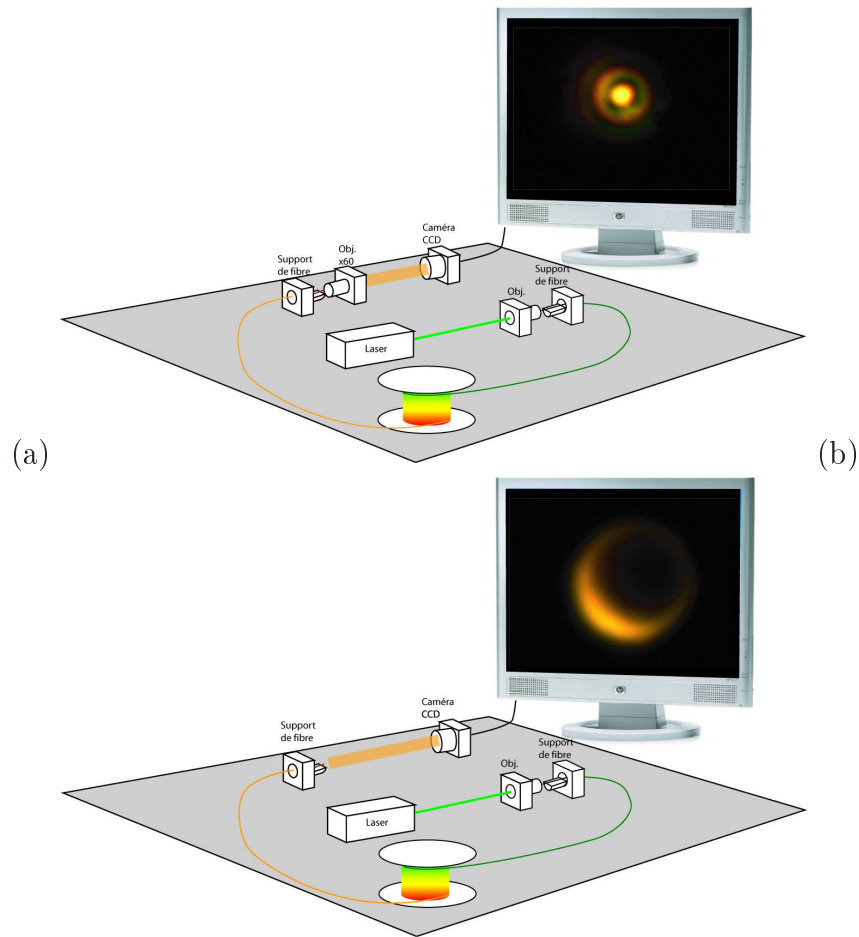 Caméra
CCD
Obj.
x60
Support
de fibre
Support
de fibre
Obj.
Laser
(a)
(b)
Caméra
CCD
Support
de fibre
Support
de fibre
Obj.
Laser